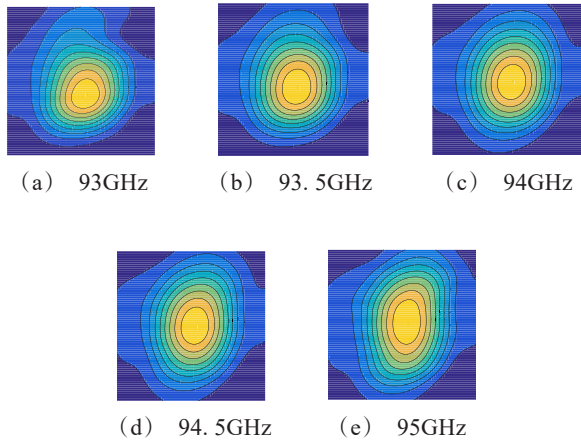 (a) 93GHz
(b) 93. 5GHz
(c) 94GHz
(d) 94. 5GHz
(e) 95GHz